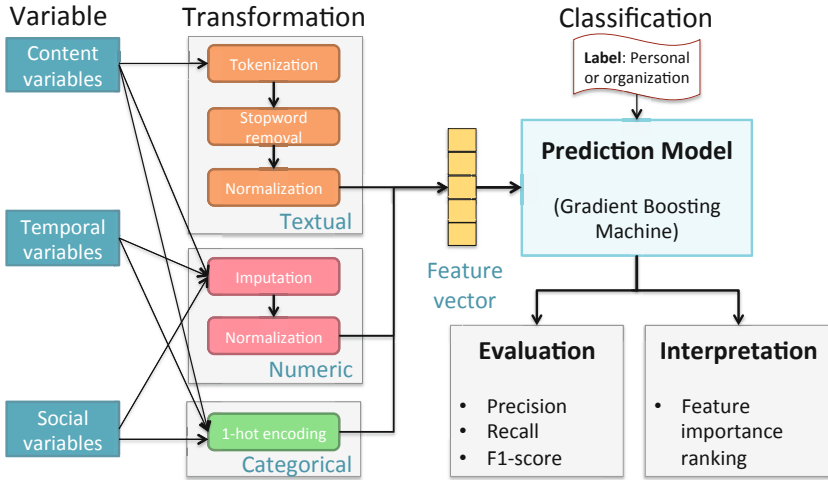 Variable
Transformation
Classification
Content
variables
Temporal
variables
Social
variables
Tokenization
Stopword
removal
Normalization
Textual
Imputation
Normalization
Numeric
1-hot encoding
Categorical
Feature
vector
Label: Personal
or organization
Prediction Model
(Gradient Boosting
Machine)
Evaluation
• Precision
• Recall
• F1-score
Interpretation
• Feature
importance
ranking